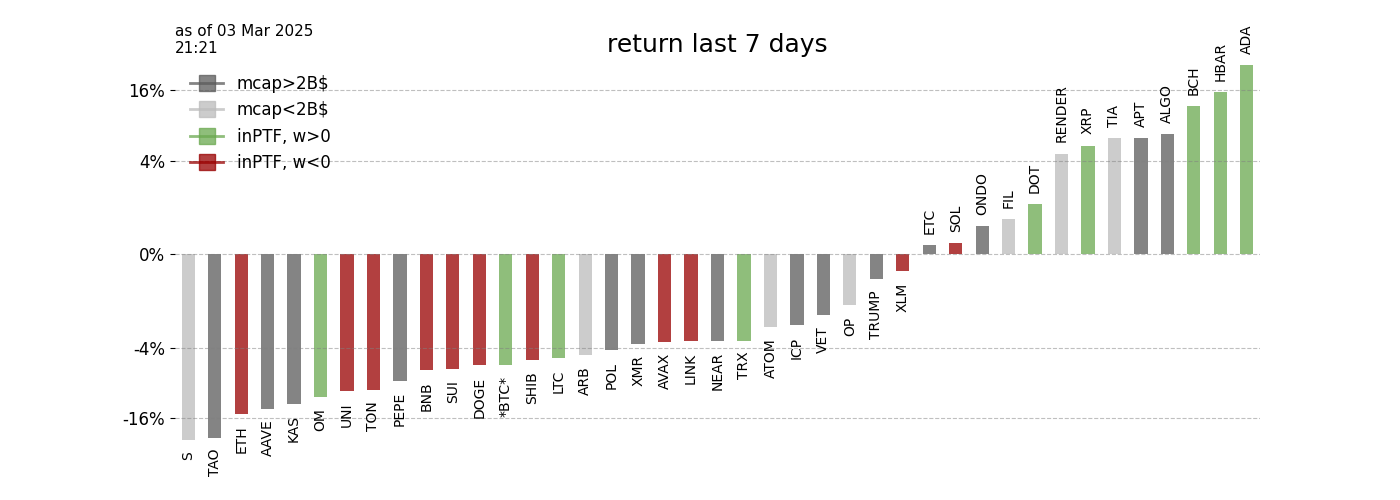 as of 03 Mar 2025
21:21
return last 7 days
mcap>2B$
mcap<2B$
inPTF, w>0
inPTF, w<0
16%
4%
0%
-4%
-16%
S
TAO
ETH
AAVE
KAS
OM
UNI
TON
PEPE
BNB
SUI
DOGE
*BTC*
SHIB
LTC
ARB
POL
XMR
AVAX
LINK
NEAR
TRX
ATOM
ICP
VET
OP
TRUMP
XLM
ETC
SOL
ONDO
FIL
DOT
RENDER
XRP
TIA
APT
ALGO
BCH
HBAR
ADA